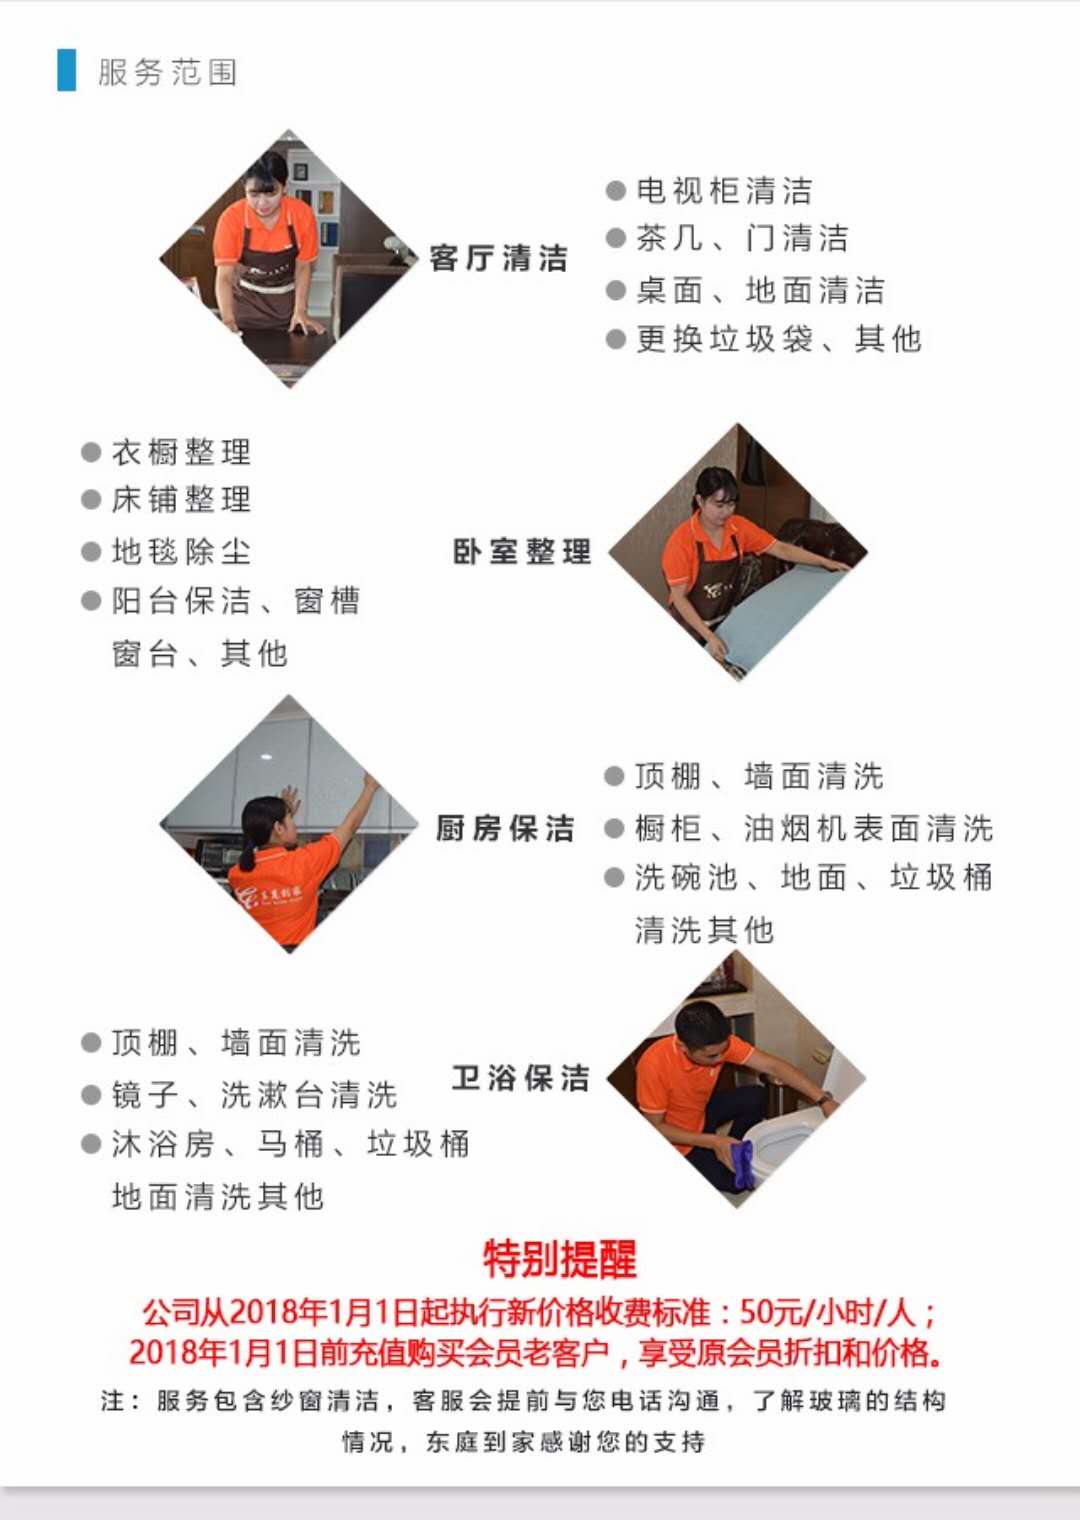 服务范围
客厅清洁
电视柜清洁
茶几、门清洁
桌面、地面清洁
更换垃圾袋、其他
衣橱整理
床铺整理
地毯除尘
阳台保洁、窗槽
窗台、其他
卧室整理
厨房保洁
顶棚、墙面清洗
橱柜、油烟机表面清洗
洗碗池、地面、垃圾桶
清洗其他
顶棚、墙面清洗
镜子、洗漱台清洗
沐浴房、马桶、垃圾桶
地面清洗其他
卫浴保洁
特别提醒
公司从2018年1月1日起执行新价格收费标准：50元/小时/人；
2018年1月1日前充值购买会员老客户，享受原会员折扣和价格。
注：服务包含纱窗清洁，客服会提前与您电话沟通，了解玻璃的结构
情况，东庭到家感谢您的支持